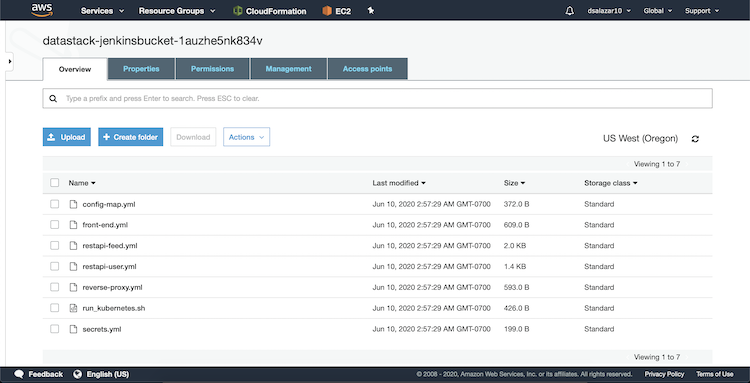 aws Services Resource Groups CloudFormation EC2 dsalazar10 Global Support
datastack-jenkinsbucket-1auzhe5nk834v
Overview Properties Permissions Management Access points
Type a prefix and press Enter to search. Press ESC to clear.
Upload + Create folder Download Actions US West (Oregon)
Viewing 1 to 7
Name Last modified Size Storage class
config-map.yml Jun 10, 2020 2:57:29 AM GMT-0700 372.0 B Standard
front-end.yml Jun 10, 2020 2:57:29 AM GMT-0700 609.0 B Standard
restapi-feed.yml Jun 10, 2020 2:57:29 AM GMT-0700 2.0 KB Standard
restapi-user.yml Jun 10, 2020 2:57:29 AM GMT-0700 1.4 KB Standard
reverse-proxy.yml Jun 10, 2020 2:57:29 AM GMT-0700 593.0 B Standard
run_kubernetes.sh Jun 10, 2020 2:57:29 AM GMT-0700 426.0 B Standard
secrets.yml Jun 10, 2020 2:57:29 AM GMT-0700 199.0 B Standard
Viewing 1 to 7
Feedback English (US) © 2008 - 2020, Amazon Web Services, Inc. or its affiliates. All rights reserved. Privacy Policy Terms of Use